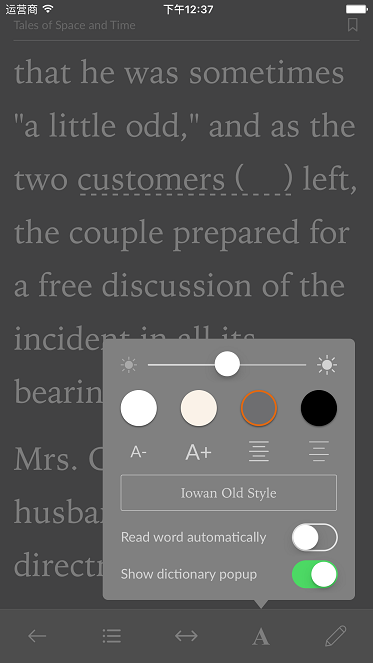 运营商 下午12:37
Tales of Space and Time
that he was sometimes
"a little odd," and as the
two customers ( ) left,
the couple prepared for
a free discussion of the
incident in all its
bearin
Mrs. C
husba
directr
A- A+
Iowan Old Style
Read word automatically
Show dictionary popup
A